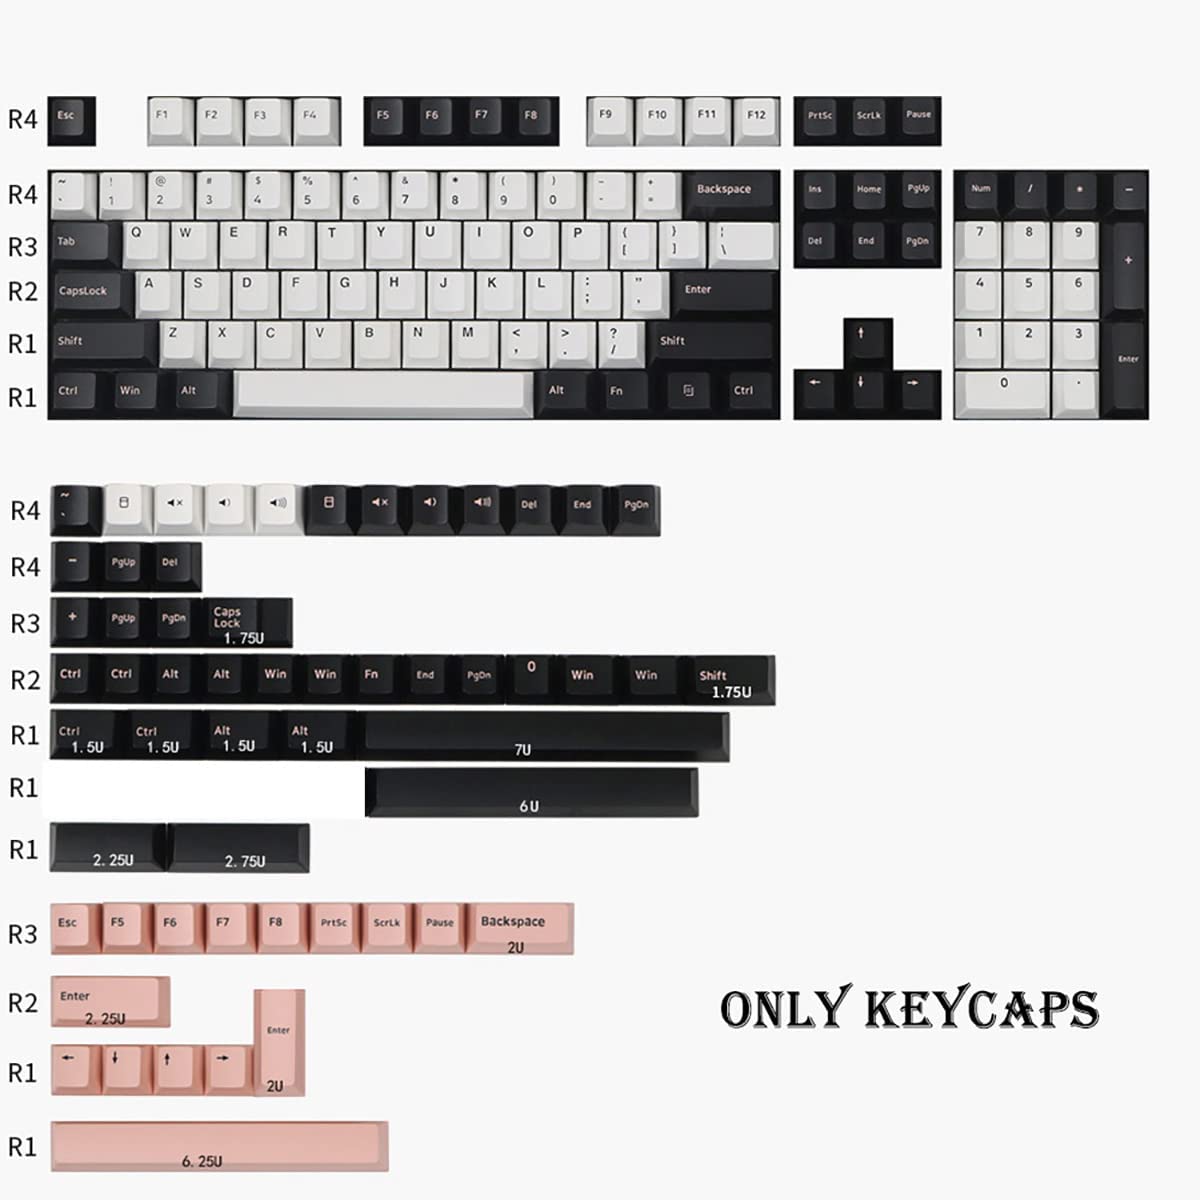 R4 Esc F1 F2 F3 F4 F5 F6 F7 F8 F9 F10 F11 F12 PrtSc ScrLk Pause
R4 ~ ! @ # $ % ^ & * ( ) - + Backspace Ins Home PgUp Num / * -
` 1 2 3 4 5 6 7 8 9 0 - =
R3 Tab Q W E R T Y U I O P { } ¦ Del End PgDn 7 8 9 +
[ ] \
R2 CapsLock A S D F G H J K L : " Enter 4 5 6
; ,
R1 Shift Z X C V B N M < > ? Shift ↑ 1 2 3 Enter
, . /
R1 Ctrl Win Alt Alt Fn Ctrl ← ↓ → 0 .
R4 ~ Del End PgDn
`
R4 - PgUp Del
R3 + PgUp PgDn Caps
Lock
1.75U
R2 Ctrl Ctrl Alt Alt Win Win Fn End PgDn 0 Win Win Shift
1.75U
R1 Ctrl Ctrl Alt Alt
1.5U 1.5U 1.5U 1.5U 7U
R1 6U
R1 2.25U 2.75U
R3 Esc F5 F6 F7 F8 PrtSc ScrLk Pause Backspace
2U
R2 Enter
2.25U
Enter
R1 ← ↓ ↑ →
2U
R1 6.25U
ONLY KEYCAPS